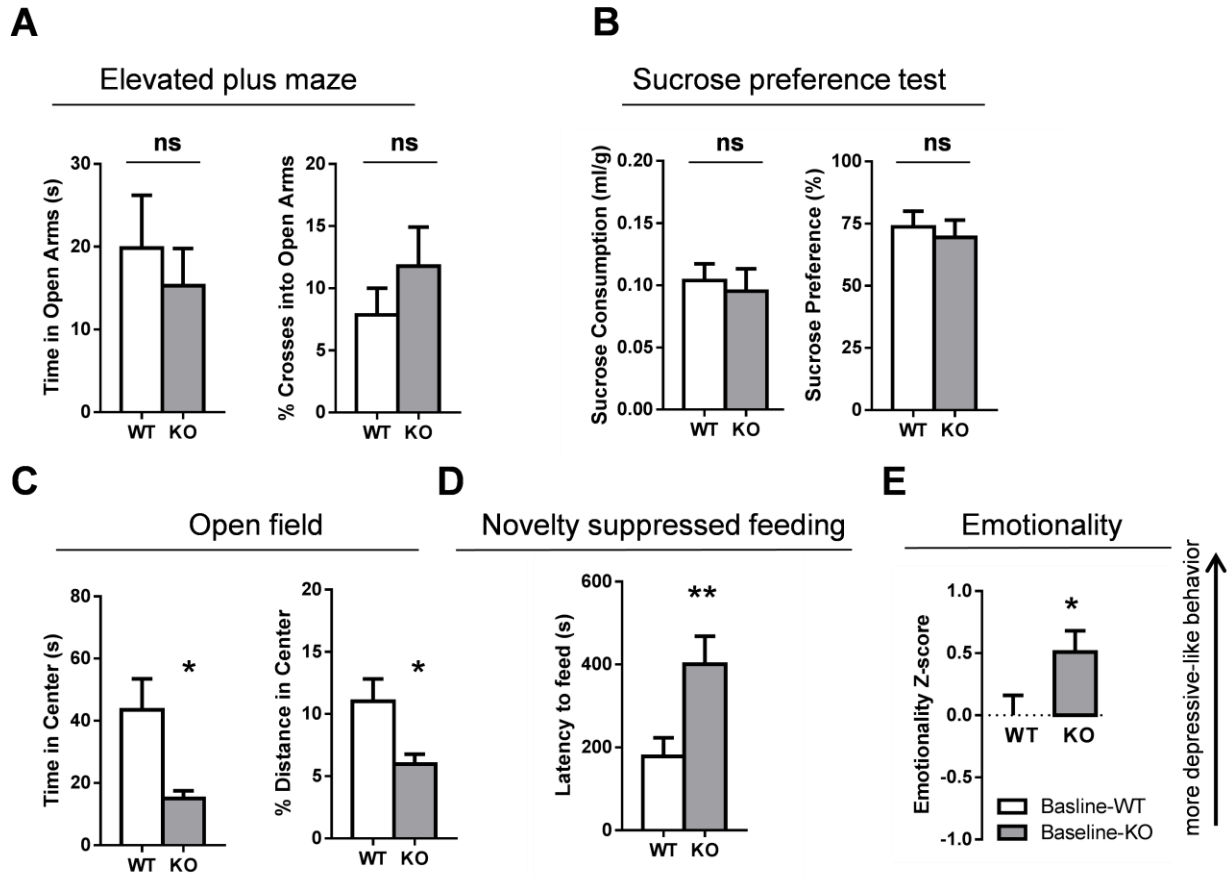 A
Elevated plus maze
ns
Time in Open Arms (s)
30
20
10
0
WT KO
ns
% Crosses into Open Arms
20
15
10
5
0
WT KO
B
Sucrose preference test
ns
Sucrose Consumption (ml/g)
0.20
0.15
0.10
0.05
0.00
WT KO
ns
Sucrose Preference (%)
100
75
50
25
0
WT KO
C
Open field
Time in Center (s)
80
60
40
20
0
*
WT KO
% Distance in Center
20
15
10
5
0
*
WT KO
D
Novelty suppressed feeding
Latency to feed (s)
600
400
200
0
**
WT KO
E
Emotionality
Emotionality Z-score
1.0
0.5
0.0
-0.5
-1.0
*
WT KO
Basline-WT
Baseline-KO
more depressive-like behavior